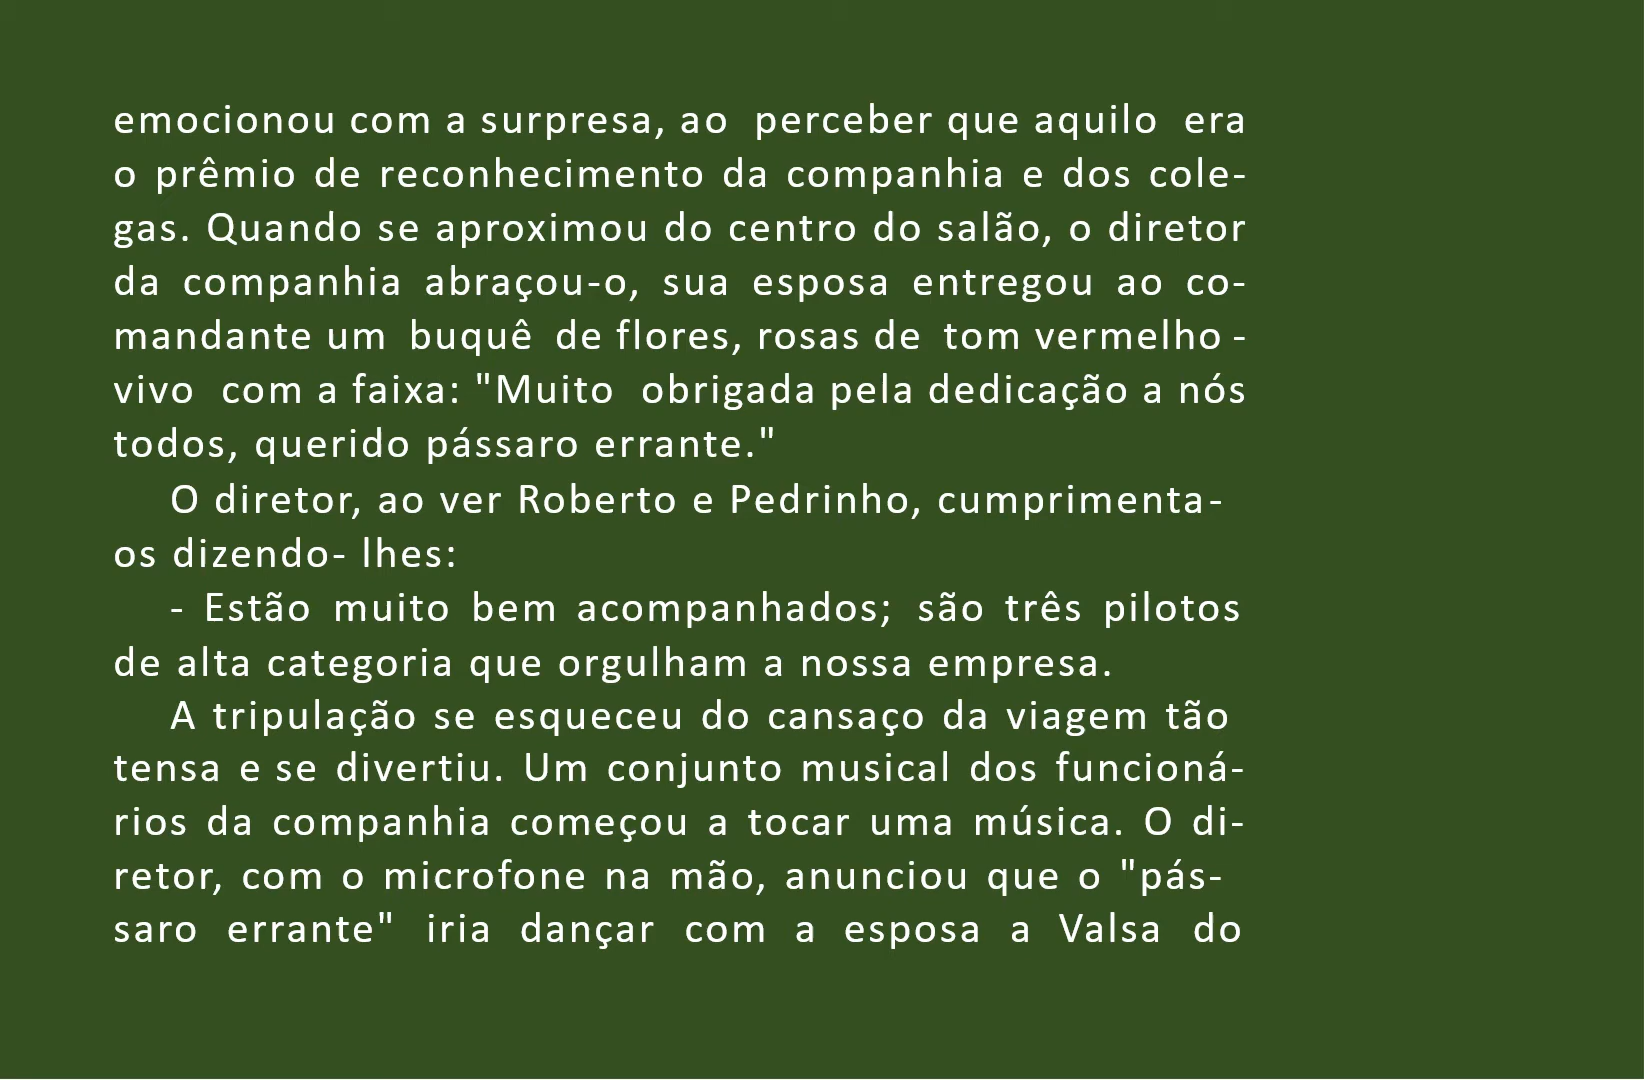 emocionou com a surpresa, ao perceber que aquilo era
o prêmio de reconhecimento da companhia e dos cole-
gas. Quando se aproximou do centro do salão, o diretor
da companhia abraçou-o, sua esposa entregou ao co-
mandante um buquê de flores, rosas de tom vermelho-
vivo com a faixa: "Muito obrigada pela dedicação a nós
todos, querido pássaro errante."
O diretor, ao ver Roberto e Pedrinho, cumprimenta-
os dizendo- lhes:
- Estão muito bem acompanhados; são três pilotos
de alta categoria que orgulham a nossa empresa.
A tripulação se esqueceu do cansaço da viagem tão
tensa e se divertiu. Um conjunto musical dos funcioná-
rios da companhia começou a tocar uma música. O di-
retor, com o microfone na mão, anunciou que o "pás-
saro errante" iria dançar com a esposa a Valsa do